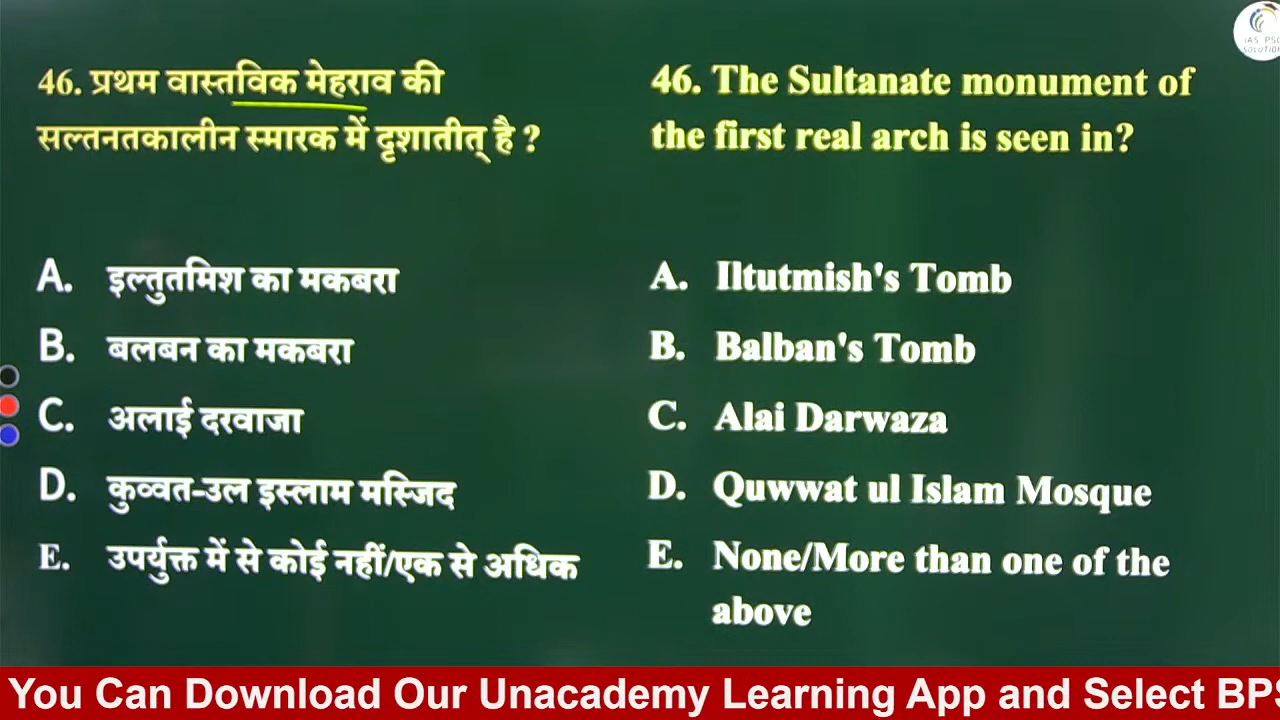 46. प्रथम वास्तविक मेहराव की
सल्तनतकालीन स्मारक में दृशातीत् है ?
A. इल्तुतमिश का मकबरा
B. बलबन का मकबरा
C. अलाई दरवाजा
D. कुव्वत-उल इस्लाम मस्जिद
E. उपर्युक्त में से कोई नहीं/एक से अधिक
46. The Sultanate monument of
the first real arch is seen in?
A. Iltutmish's Tomb
B. Balban's Tomb
C. Alai Darwaza
D. Quwwat ul Islam Mosque
E. None/More than one of the
above
IAS PSC
SOLUTION
You Can Download Our Unacademy Learning App and Select BPS